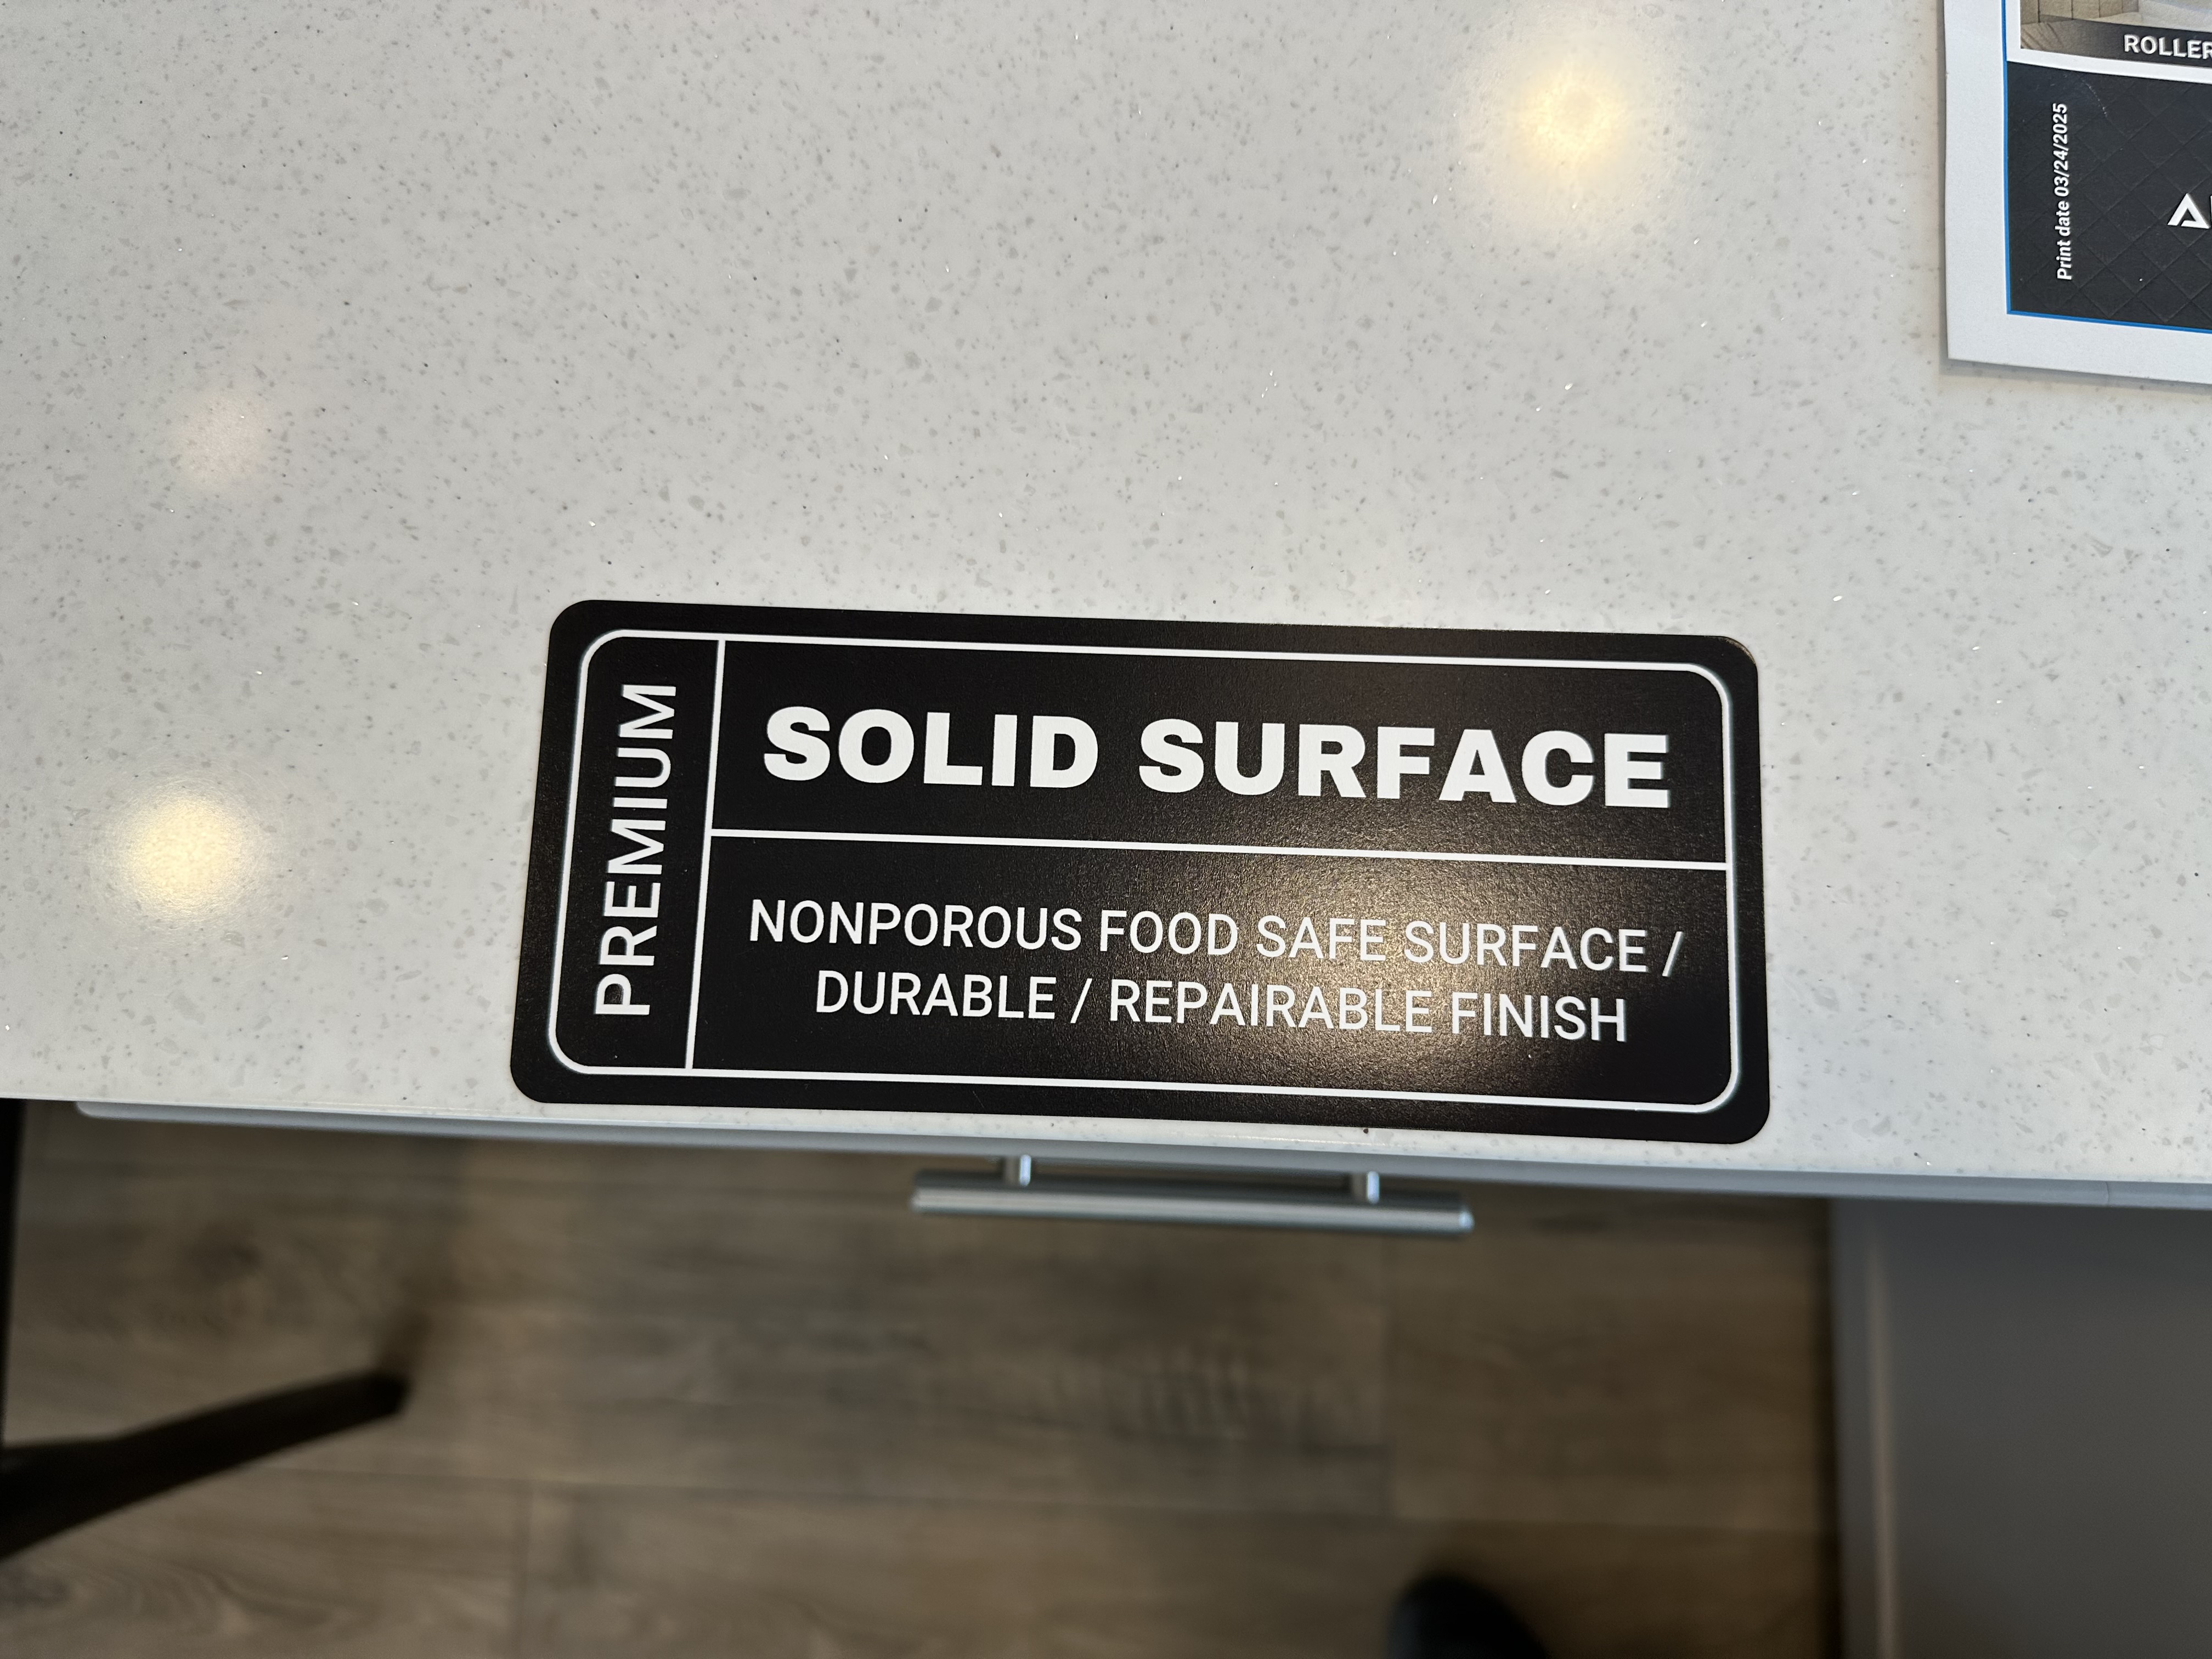 ROLLER
Print date 03/24/2025
PREMIUM
SOLID SURFACE
NONPOROUS FOOD SAFE SURFACE /
DURABLE / REPAIRABLE FINISH